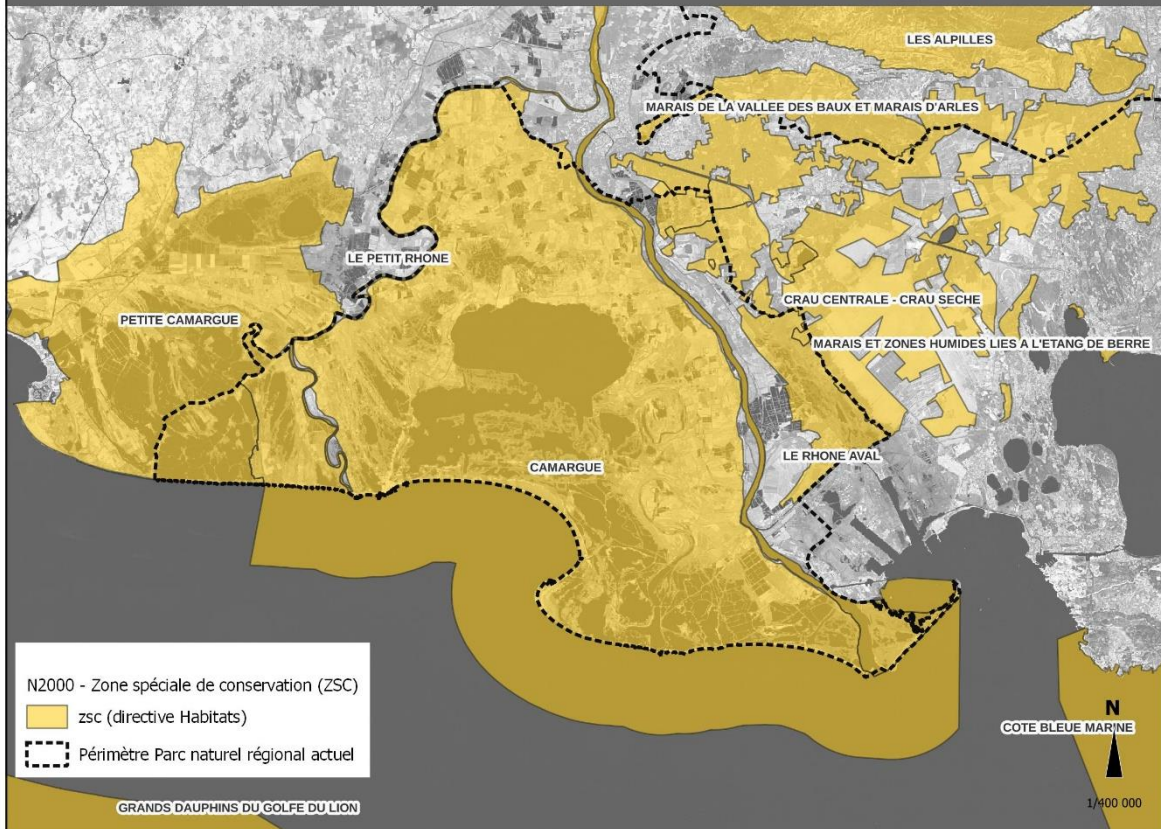 LES ALPILLES
MARAIS DE LA VALLEE DES BAUX ET MARAIS D'ARLES
LE PETIT RHONE
PETITE CAMARGUE
CRAU CENTRALE - CRAU SECHE
MARAIS ET ZONES HUMIDES LIES A L'ETANG DE BERRE
CAMARGUE
LE RHONE AVAL
N2000 - Zone spéciale de conservation (ZSC)
zsc (directive Habitats)
Périmètre Parc naturel régional actuel
N
COTE BLEUE MARINE
1/400 000
GRANDS DAUPHINS DU GOLFE DU LION